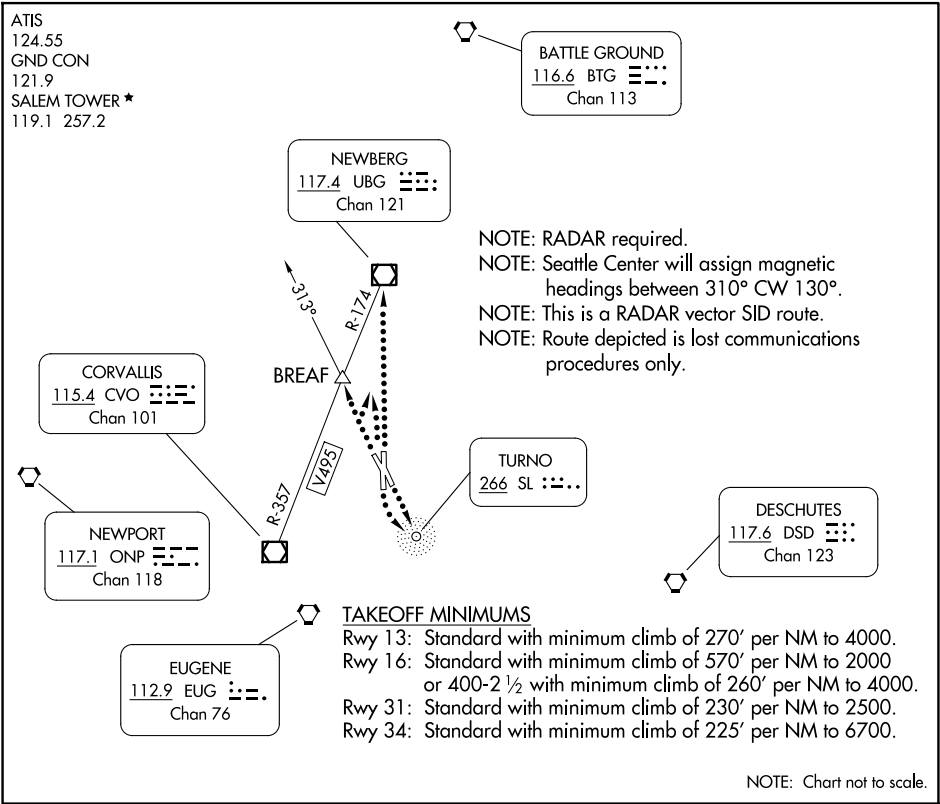 ATIS
124.55
GND CON
121.9
SALEM TOWER ★
119.1 257.2
BATTLE GROUND
116.6 BTG
Chan 113
NEWBERG
117.4 UBG
Chan 121
NOTE: RADAR required.
NOTE: Seattle Center will assign magnetic
headings between 310° CW 130°.
NOTE: This is a RADAR vector SID route.
NOTE: Route depicted is lost communications
procedures only.
313°
R-174
BREAF
CORVALLIS
115.4 CVO
Chan 101
V495
R-357
TURNO
266 SL
NEWPORT
117.1 ONP
Chan 118
DESCHUTES
117.6 DSD
Chan 123
EUGENE
112.9 EUG
Chan 76
TAKEOFF MINIMUMS
Rwy 13: Standard with minimum climb of 270' per NM to 4000.
Rwy 16: Standard with minimum climb of 570' per NM to 2000
or 400-2 ½ with minimum climb of 260' per NM to 4000.
Rwy 31: Standard with minimum climb of 230' per NM to 2500.
Rwy 34: Standard with minimum climb of 225' per NM to 6700.
NOTE: Chart not to scale.